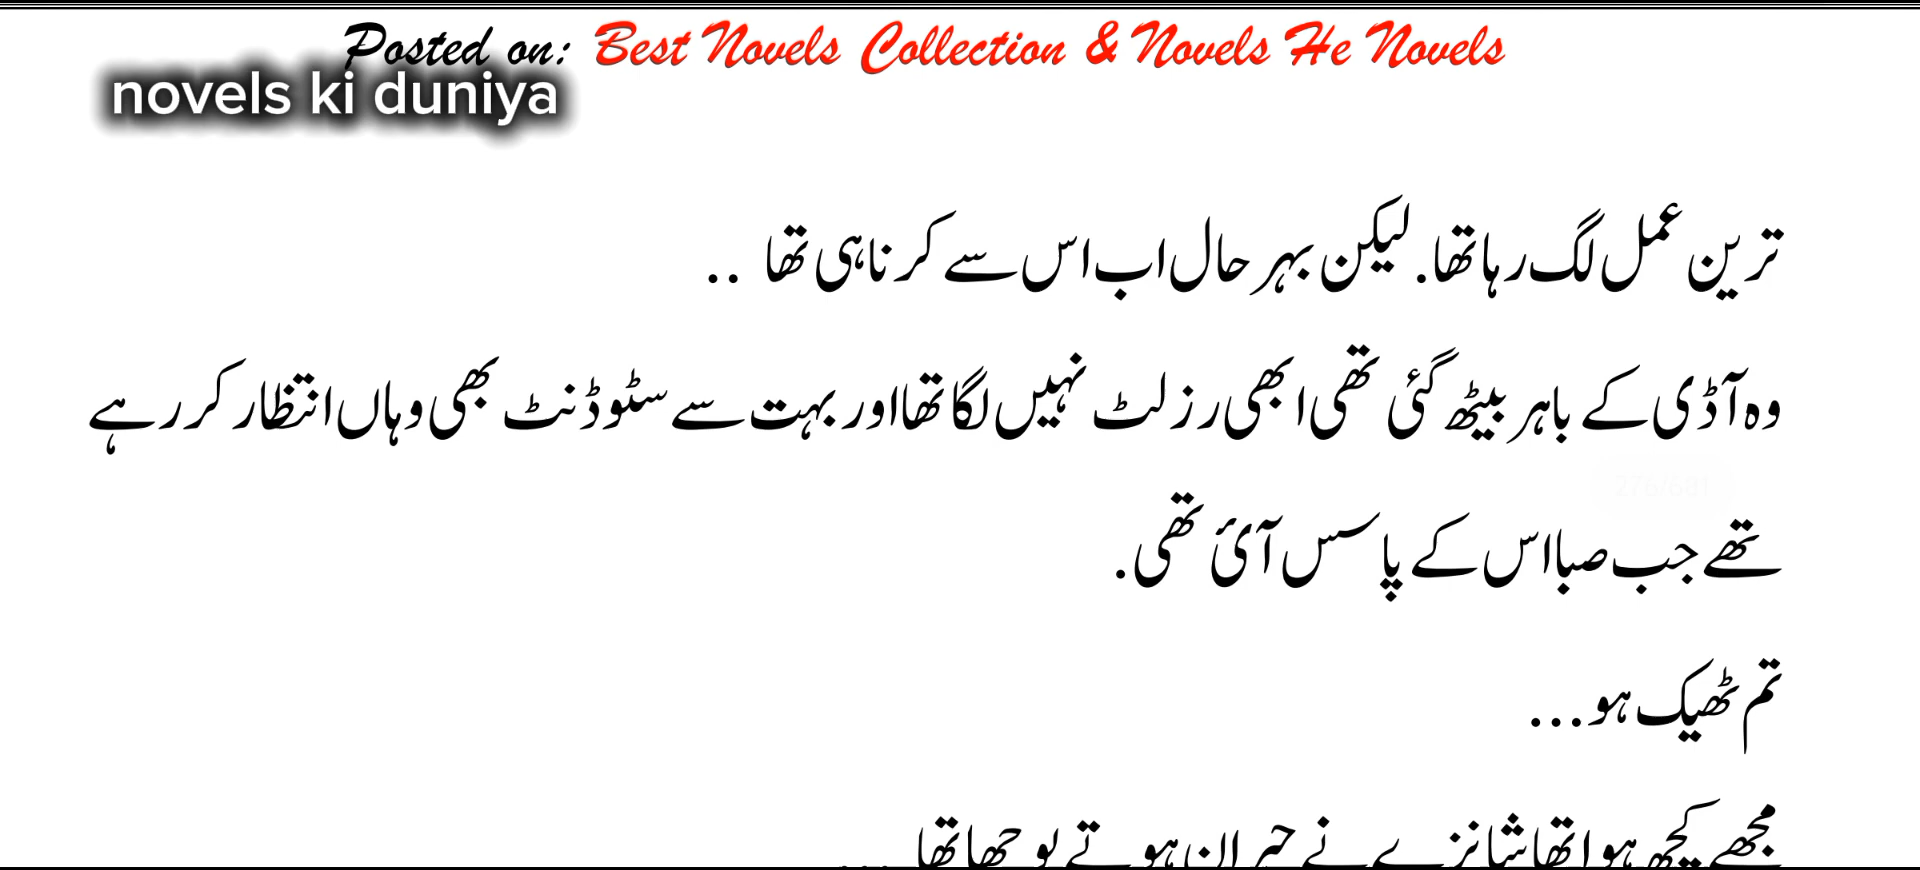 Posted on: Best Novels Collection & Novels He Novels
novels ki duniya
ترین عمل لگ رہا تھا. لیکن بہر حال اب اس سے کرنا ہی تھا ..
وہ آڈی کے باہر بیٹھ گئی تھی ابھی رزلٹ نہیں لگا تھا اور بہت سے سٹوڈنٹ بھی وہاں انتظار کر رہے
تھے جب صبا اس کے پاسس آئ تھی.
تم ٹھیک ہو...
مجھے کچھ ہوا تھا شانزے نے حیران ہوتے پوچھا تھا ...